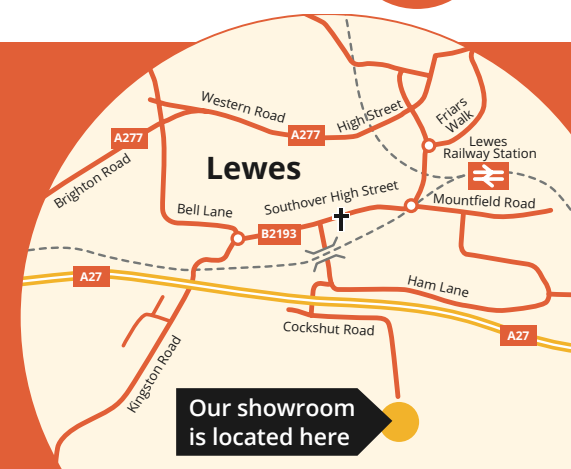 Western Road
High Street
Friars
Walk
A277
A277
Lewes
Railway Station
Lewes
Brighton Road
Southover High Street
Mountfield Road
Bell Lane
B2193
A27
Ham Lane
Cockshut Road
A27
Kingston Road
Our showroom
is located here